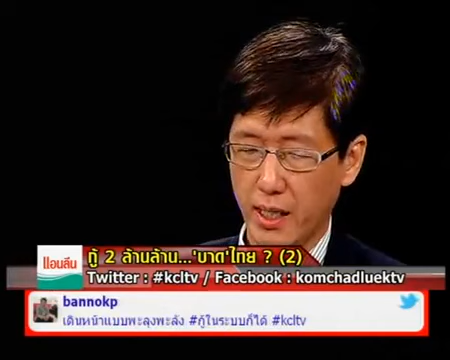 แอนลีน
กู้ 2 ล้านล้าน...'บาด'ไทย ? (2)
Twitter : #kcltv / Facebook : komchadluektv
bannokp
เดินหน้าแบบพะลุงพะลัง #กู้ในระบบก็ได้ #kcltv